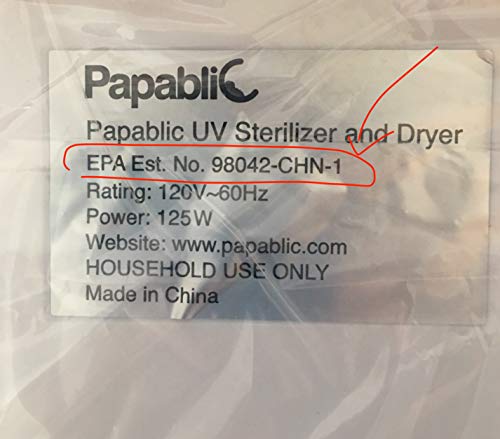 Papablic
Papablic UV Sterilizer and Dryer
EPA Est. No. 98042-CHN-1
Rating: 120V~60Hz
Power: 125W
Website: www.papablic.com
HOUSEHOLD USE ONLY
Made in China